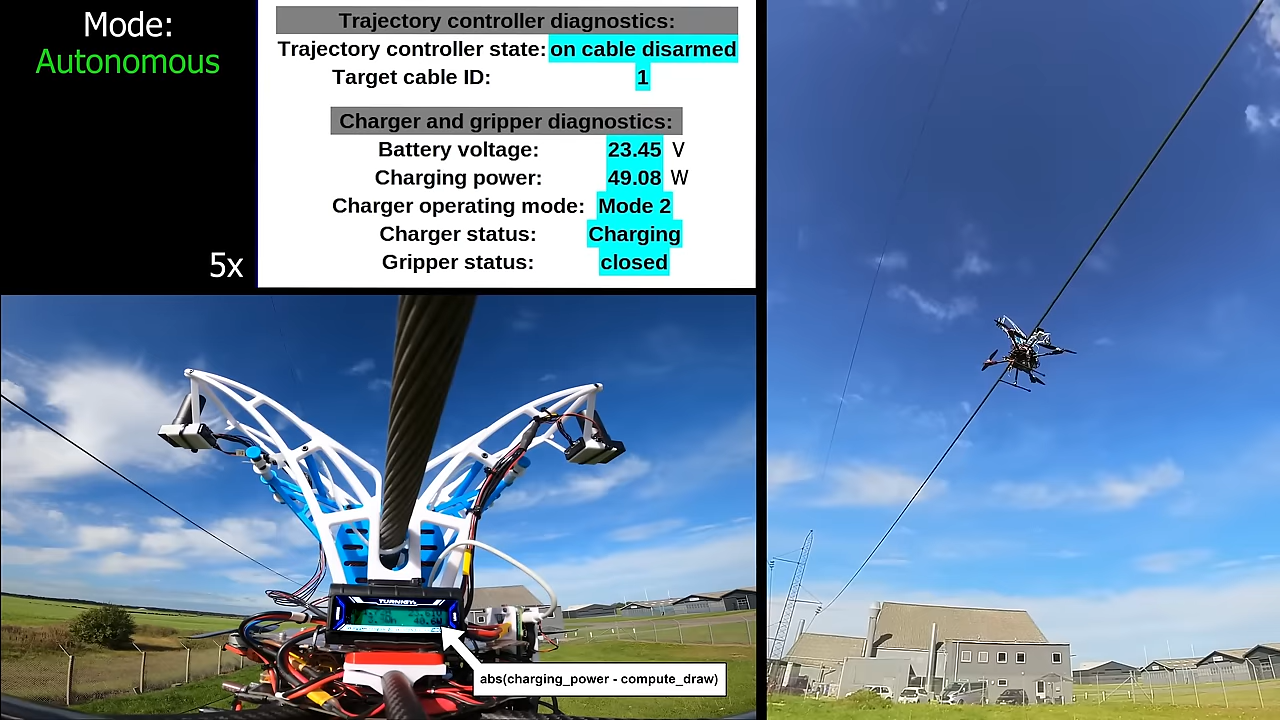 Mode:
Autonomous
5x
Trajectory controller diagnostics:
Trajectory controller state: on cable disarmed
Target cable ID: 1
Charger and gripper diagnostics:
Battery voltage: 23.45 V
Charging power: 49.08 W
Charger operating mode: Mode 2
Charger status: Charging
Gripper status: closed
TURNIGY
abs(charging_power - compute_draw)